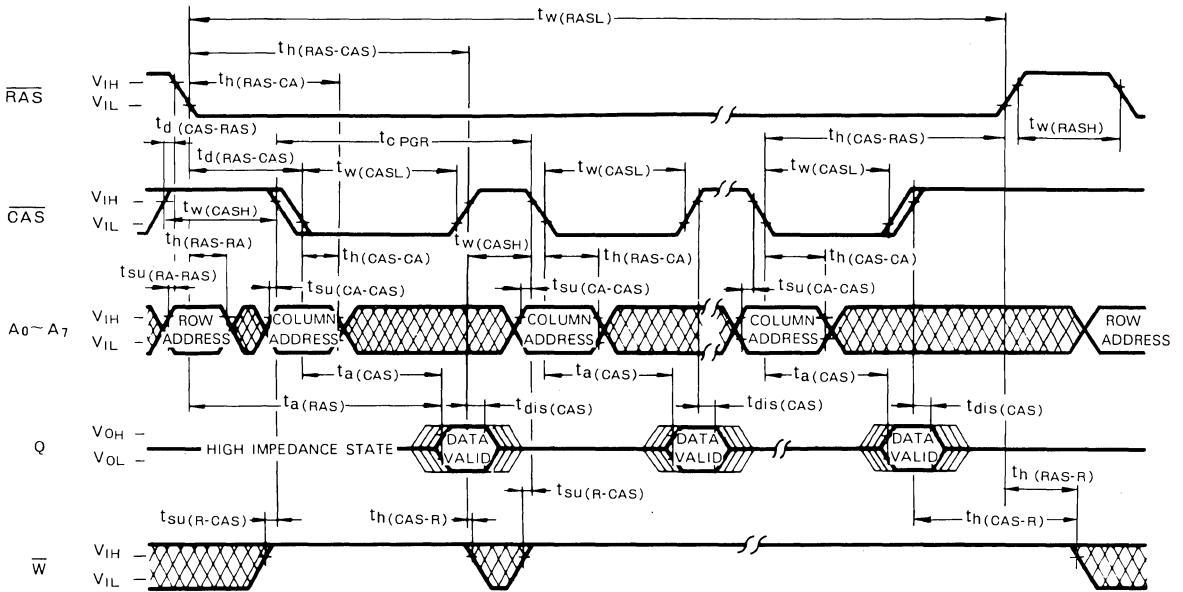 tw(RASL)
th(RAS-CAS)
th(RAS-CA)
RAS
VIH
VIL
td(CAS-RAS)
tc PGR
th(CAS-RAS)
tw(RASH)
td(RAS-CAS)
tw(CASL)
tw(CASL)
tw(CASL)
CAS
VIH
VIL
tw(CASH)
th(RAS-RA)
tw(CASH)
th(CAS-CA)
th(RAS-CA)
th(CAS-CA)
tsu(RA-RAS)
tsu(CA-CAS)
tsu(CA-CAS)
tsu(CA-CAS)
A0~A7
VIH
VIL
ROW ADDRESS
COLUMN ADDRESS
COLUMN ADDRESS
COLUMN ADDRESS
ROW ADDRESS
ta(CAS)
ta(CAS)
ta(CAS)
ta(RAS)
tdis(CAS)
tdis(CAS)
tdis(CAS)
Q
VOH
VOL
HIGH IMPEDANCE STATE
DATA VALID
DATA VALID
DATA VALID
tsu(R-CAS)
th(RAS-R)
tsu(R-CAS)
th(CAS-R)
th(CAS-R)
W
VIH
VIL